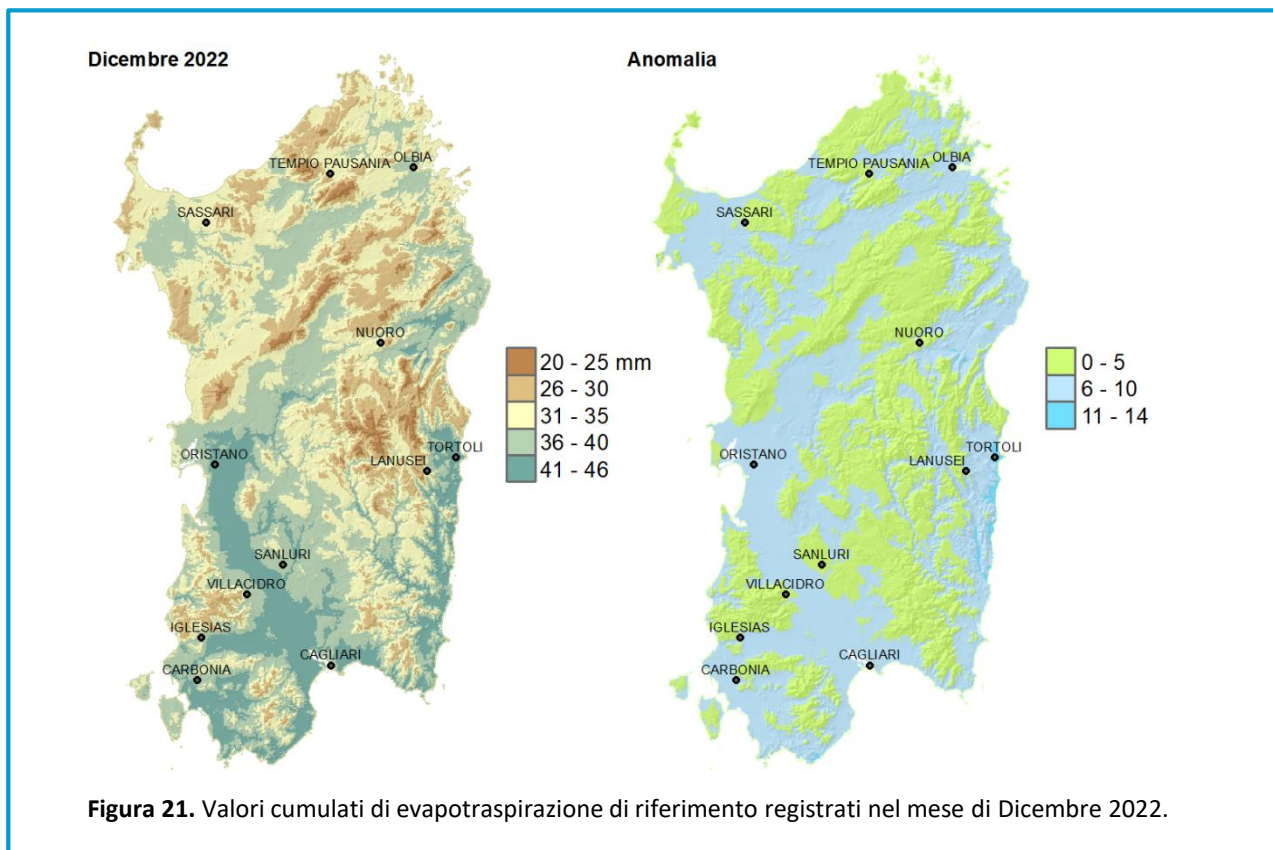 Dicembre 2022
TEMPIO PAUSANIA
OLBIA
SASSARI
NUORO
ORISTANO
TORTOLI
LANUSEI
SANLURI
VILLACIDRO
IGLESIAS
CARBONIA
CAGLIARI
20 - 25 mm
26 - 30
31 - 35
36 - 40
41 - 46
Anomalia
TEMPIO PAUSANIA
OLBIA
SASSARI
NUORO
ORISTANO
TORTOLI
LANUSEI
SANLURI
VILLACIDRO
IGLESIAS
CARBONIA
CAGLIARI
0 - 5
6 - 10
11 - 14
Figura 21. Valori cumulati di evapotraspirazione di riferimento registrati nel mese di Dicembre 2022.